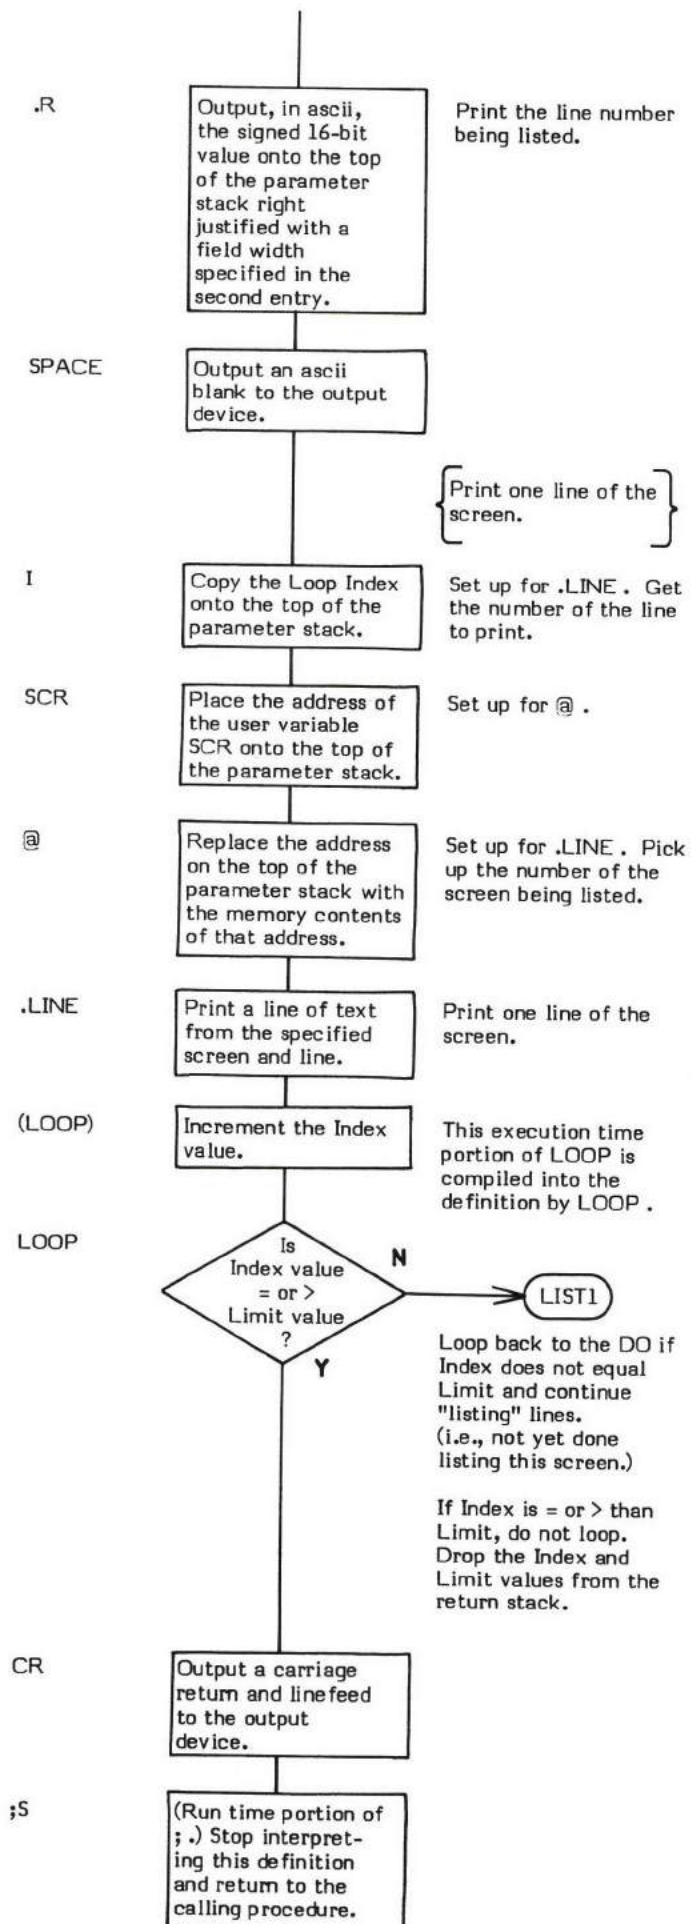 .R
Output, in ascii,
the signed 16-bit
value onto the top
of the parameter
stack right
justified with a
field width
specified in the
second entry.
Print the line number
being listed.
SPACE
Output an ascii
blank to the output
device.
Print one line of the
screen.
I
Copy the Loop Index
onto the top of the
parameter stack.
Set up for .LINE. Get
the number of the line
to print.
SCR
Place the address of
the user variable
SCR onto the top of
the parameter stack.
Set up for @ .
@
Replace the address
on the top of the
parameter stack with
the memory contents
of that address.
Set up for .LINE. Pick
up the number of the
screen being listed.
.LINE
Print a line of text
from the specified
screen and line.
Print one line of the
screen.
(LOOP)
Increment the Index
value.
This execution time
portion of LOOP is
compiled into the
definition by LOOP .
LOOP
Is
Index value
= or >
Limit value
?
N
LIST1
Y
Loop back to the DO if
Index does not equal
Limit and continue
"listing" lines.
(i.e., not yet done
listing this screen.)
If Index is = or > than
Limit, do not loop.
Drop the Index and
Limit values from the
return stack.
CR
Output a carriage
return and linefeed
to the output
device.
;S
(Run time portion of
; .) Stop interpret-
ing this definition
and return to the
calling procedure.